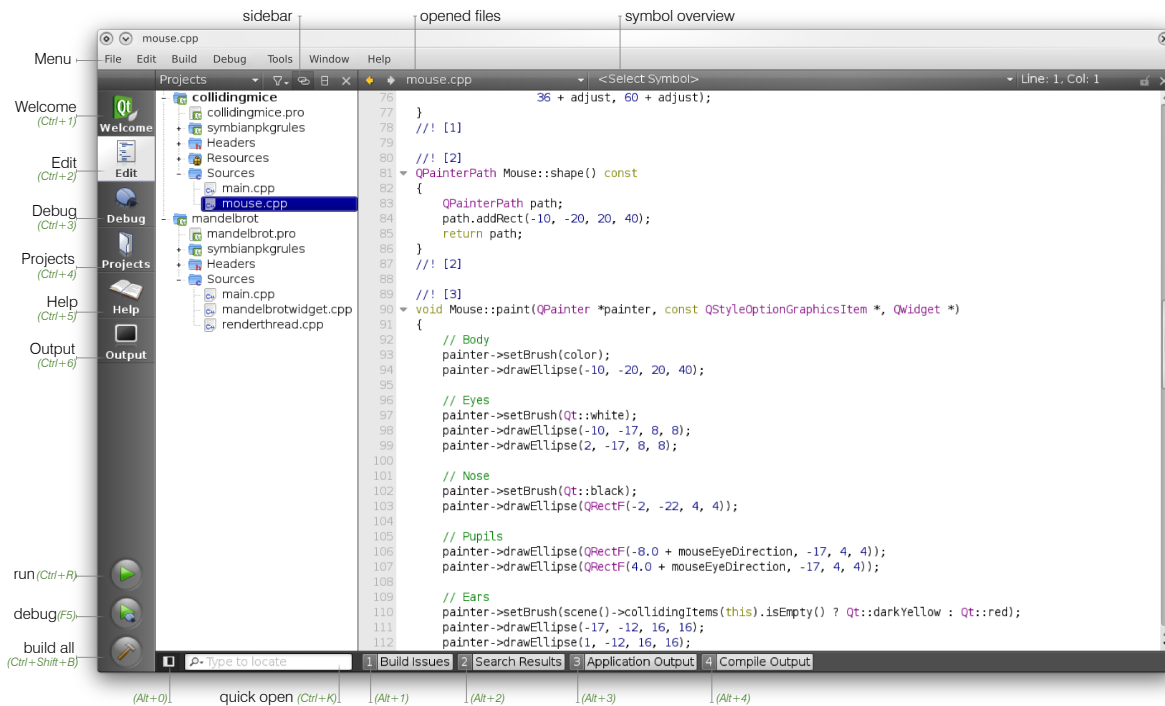 sidebar opened files symbol overview
mouse.cpp
Menu
File Edit Build Debug Tools Window Help
Projects
mouse.cpp <Select Symbol> Line: 1, Col: 1
Welcome
(Ctrl+1)
Edit
(Ctrl+2)
Debug
(Ctrl+3)
Projects
(Ctrl+4)
Help
(Ctrl+5)
Output
(Ctrl+6)
run (Ctrl+R)
debug (F5)
build all
(Ctrl+Shift+B)
Qt
Welcome
Edit
Debug
Projects
Help
Output
collidingmice
collidingmice.pro
symbianpkgrules
Headers
Resources
Sources
main.cpp
mouse.cpp
mandelbrot
mandelbrot.pro
symbianpkgrules
Headers
Sources
main.cpp
mandelbrotwidget.cpp
renderthread.cpp
76 36 + adjust, 60 + adjust);
77 }
78 //! [1]
79
80 //! [2]
81 QPainterPath Mouse::shape() const
82 {
83 QPainterPath path;
84 path.addRect(-10, -20, 20, 40);
85 return path;
86 }
87 //! [2]
88
89 //! [3]
90 void Mouse::paint(QPainter *painter, const QStyleOptionGraphicsItem *, QWidget *)
91 {
92 // Body
93 painter->setBrush(color);
94 painter->drawEllipse(-10, -20, 20, 40);
95
96 // Eyes
97 painter->setBrush(Qt::white);
98 painter->drawEllipse(-10, -17, 8, 8);
99 painter->drawEllipse(2, -17, 8, 8);
100
101 // Nose
102 painter->setBrush(Qt::black);
103 painter->drawEllipse(QRectF(-2, -22, 4, 4));
104
105 // Pupils
106 painter->drawEllipse(QRectF(-8.0 + mouseEyeDirection, -17, 4, 4));
107 painter->drawEllipse(QRectF(4.0 + mouseEyeDirection, -17, 4, 4));
108
109 // Ears
110 painter->setBrush(scene()->collidingItems(this).isEmpty() ? Qt::darkYellow : Qt::red);
111 painter->drawEllipse(-17, -12, 16, 16);
112 painter->drawEllipse(1, -12, 16, 16);
Type to locate 1 Build Issues 2 Search Results 3 Application Output 4 Compile Output
(Alt+0) quick open (Ctrl+K) (Alt+1) (Alt+2) (Alt+3) (Alt+4)